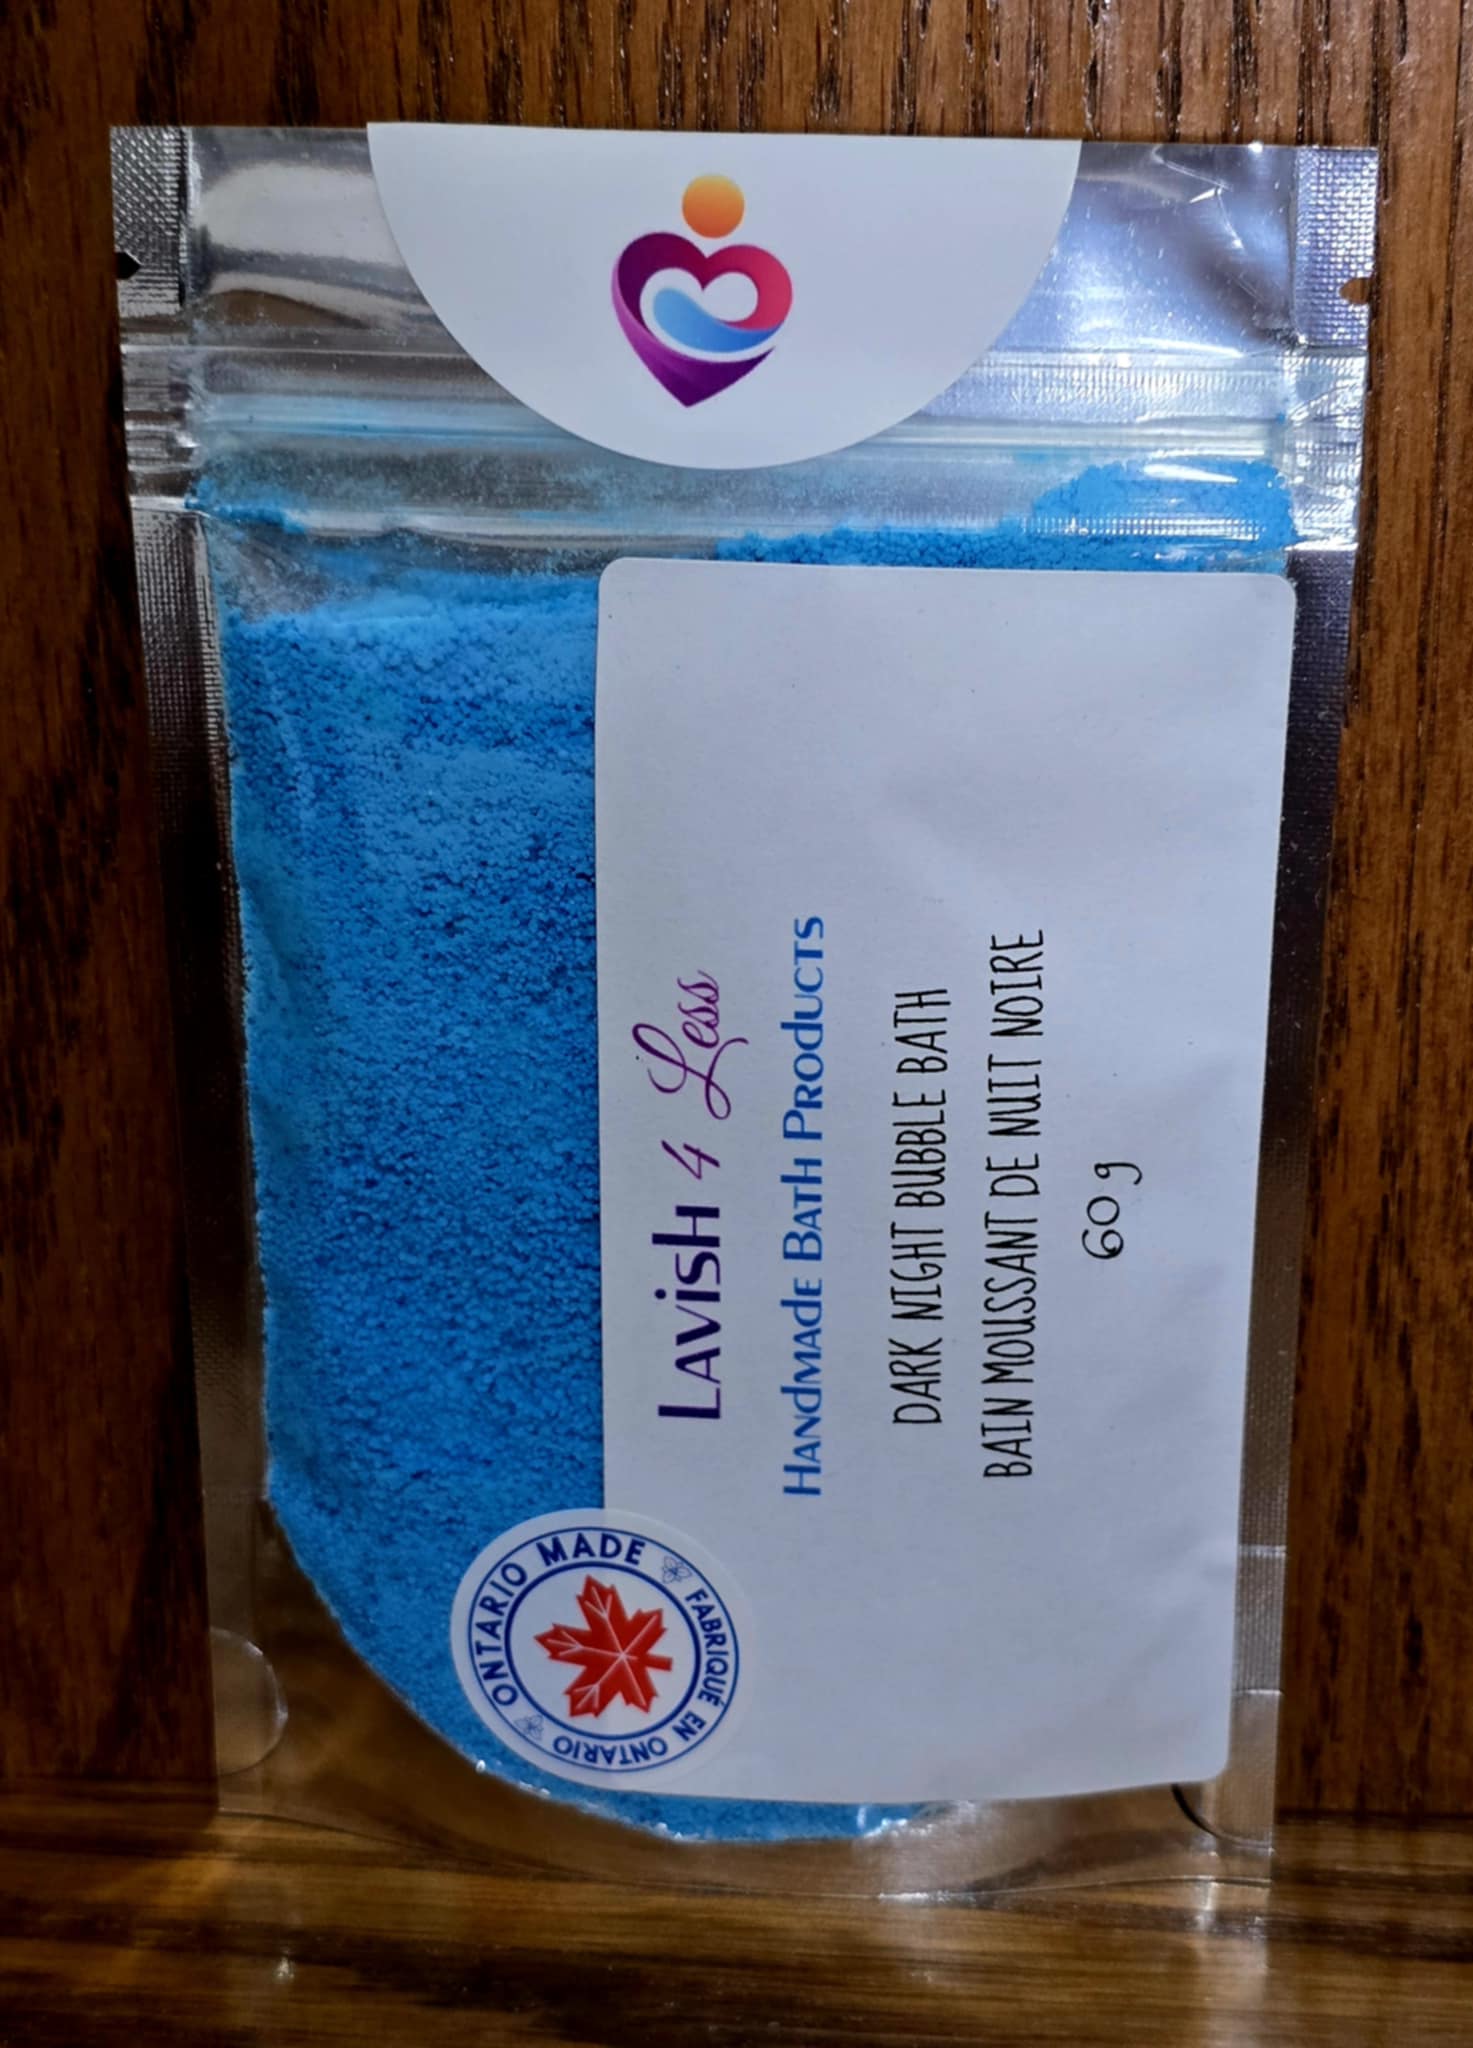 Lavish 4 Less
Handmade Bath Products
DARK NIGHT BUBBLE BATH
BAIN MOUSSANT DE NUIT NOIRE
60 g
ONTARIO MADE
FABRIQUÉ EN ONTARIO